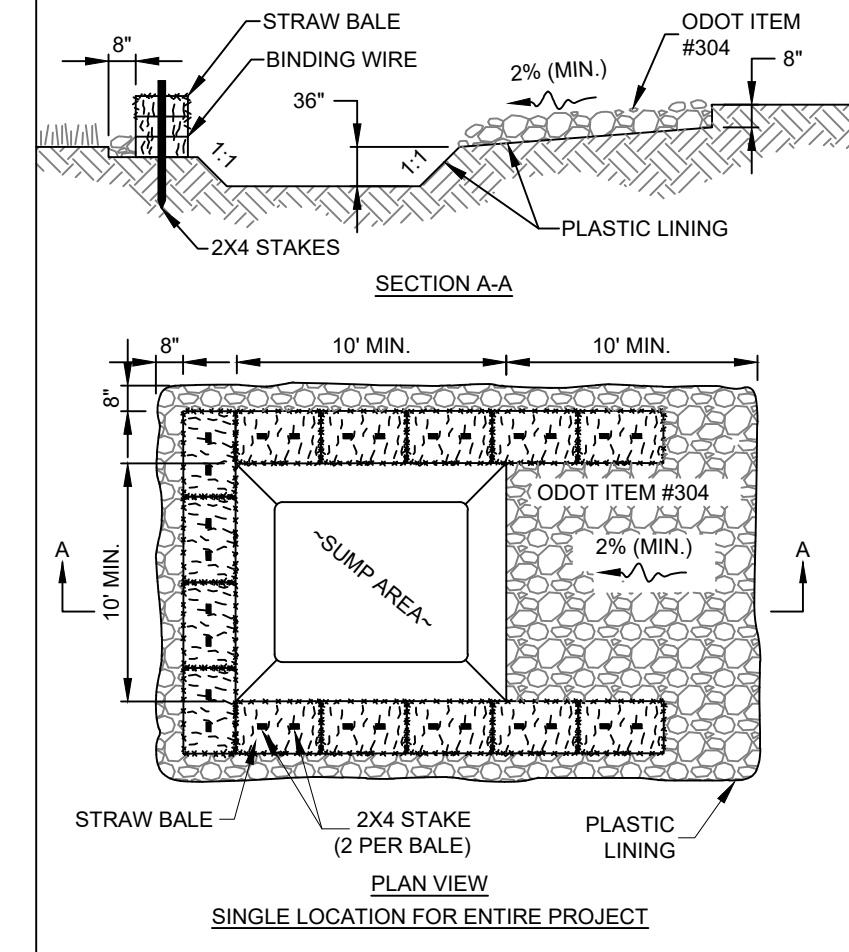 STRAW BALE
BINDING WIRE
8"
36"
1:1
1:1
2% (MIN.)
ODOT ITEM
#304
8"
PLASTIC LINING
2X4 STAKES
SECTION A-A
8"
10' MIN.
10' MIN.
8"
10' MIN.
A
A
ODOT ITEM #304
2% (MIN.)
~SUMP AREA~
STRAW BALE
2X4 STAKE
(2 PER BALE)
PLASTIC
LINING
PLAN VIEW
SINGLE LOCATION FOR ENTIRE PROJECT